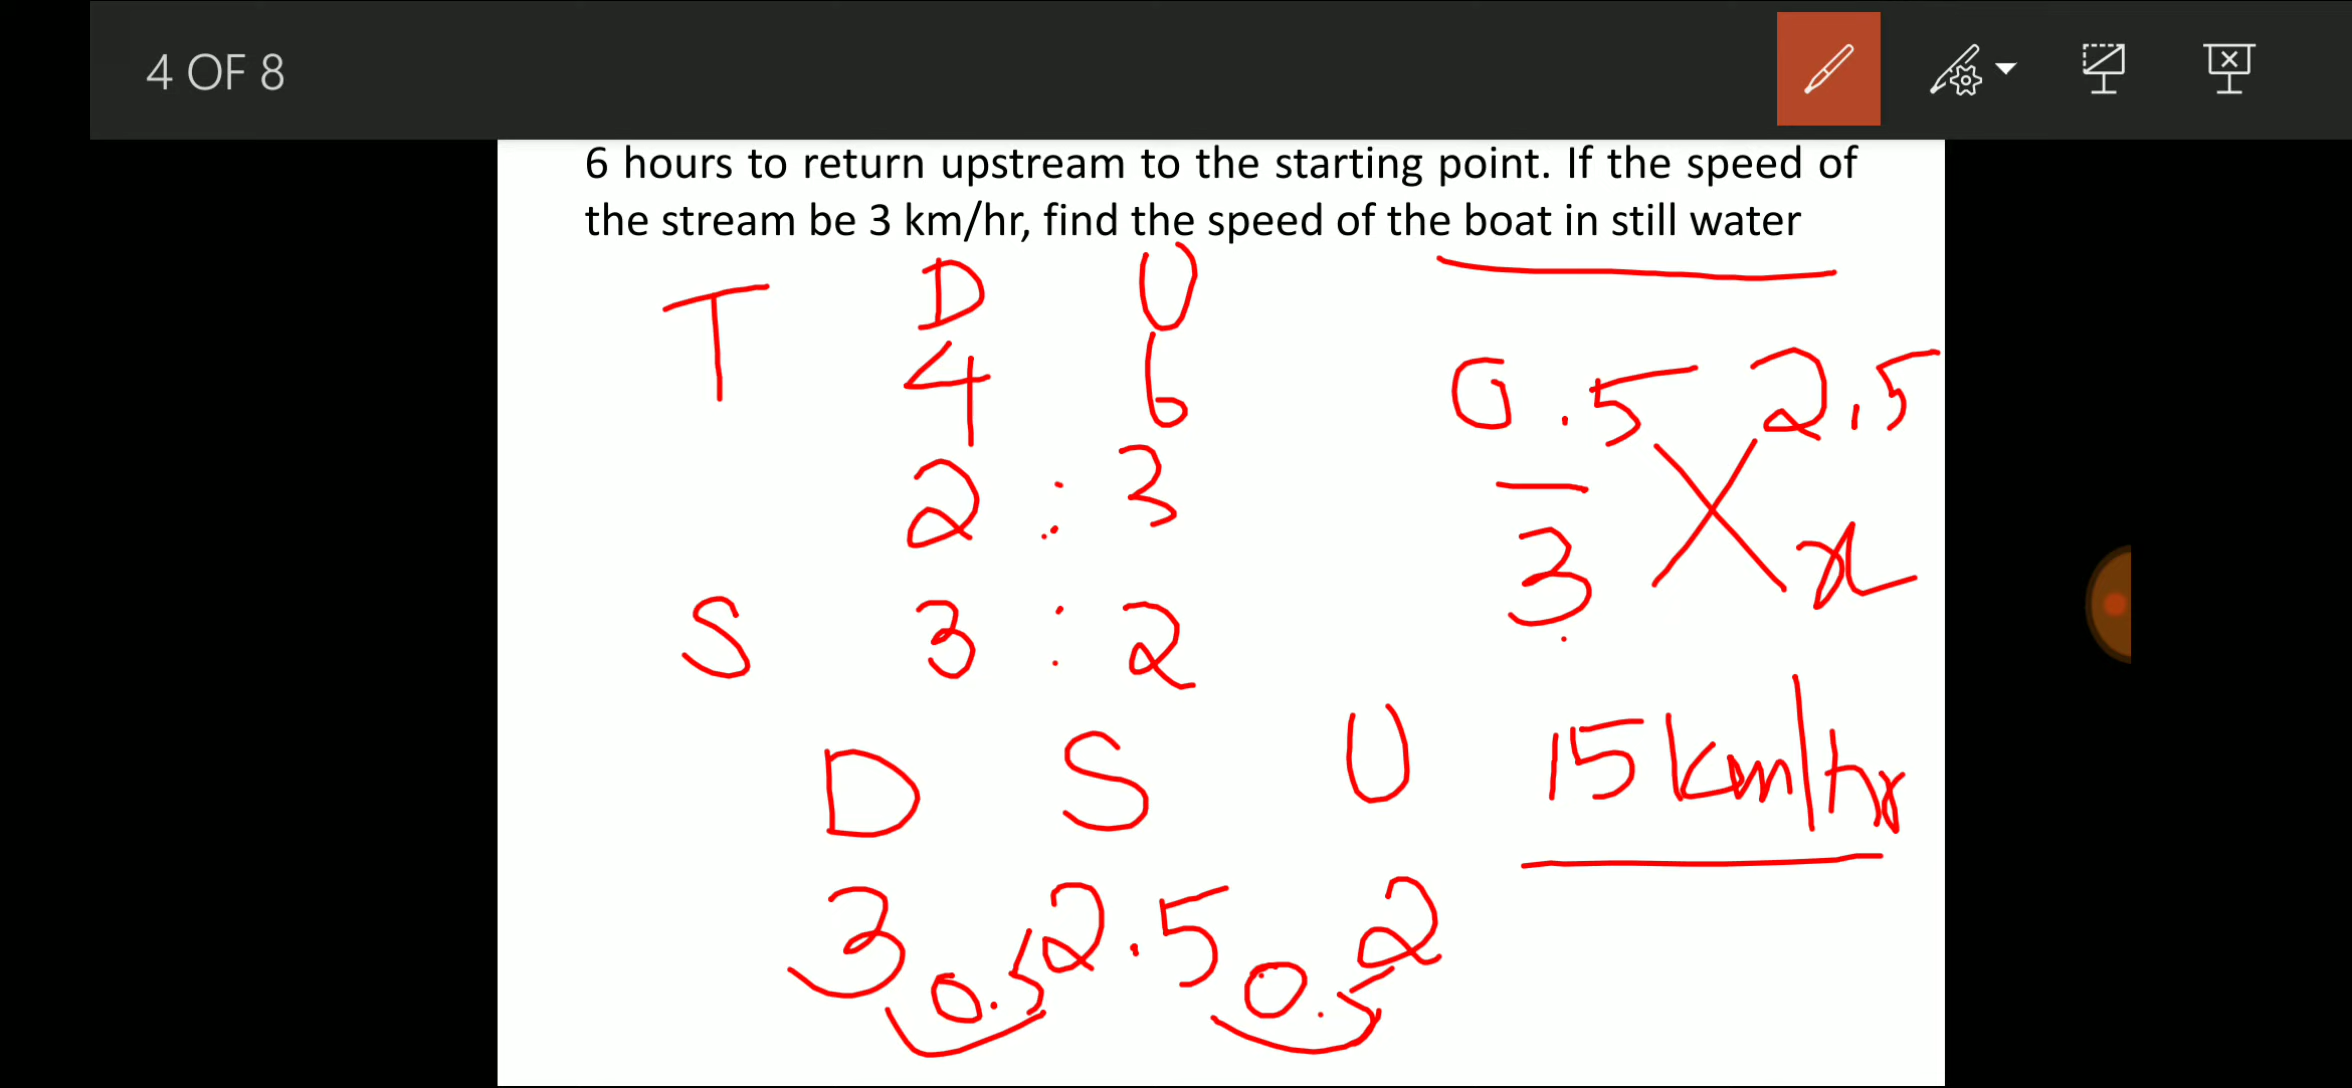 4 OF 8
6 hours to return upstream to the starting point. If the speed of
the stream be 3 km/hr, find the speed of the boat in still water
T D U
4 6
2 : 3
S 3 : 2
0.5 2.5
3 x
D S U
3 2.5 2
0.5 0.5
15 km/hr